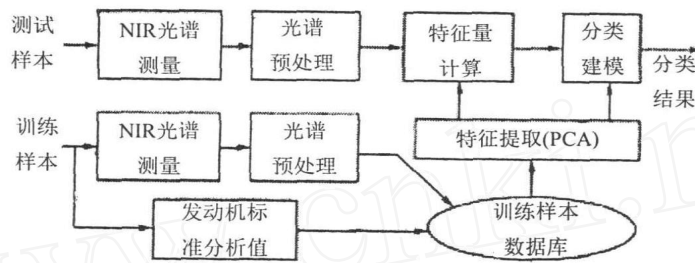 测试
样本
NIR光谱
测量
光谱
预处理
特征量
计算
分类
建模
分类
结果
训练
样本
NIR光谱
测量
光谱
预处理
特征提取(PCA)
发动机标
准分析值
训练样本
数据库
www.cnki.n